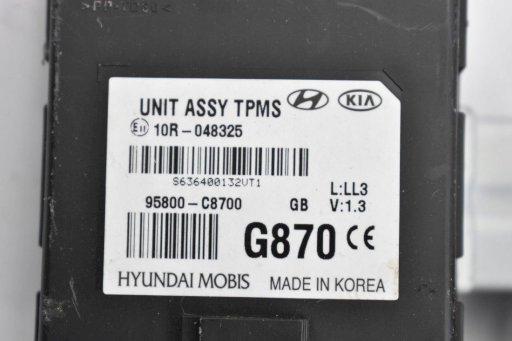 UNIT ASSY TPMS KIA
E11 10R-048325
S636400132VT1
L:LL3
95800-C8700 GB V:1.3
G870 CE
HYUNDAI MOBIS MADE IN KOREA